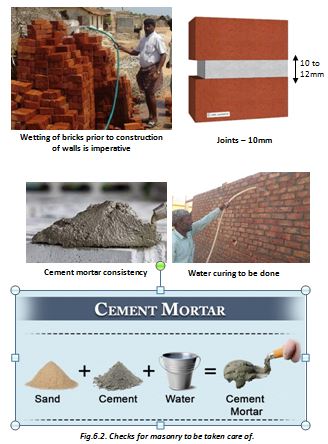 10 to
12mm
Wetting of bricks prior to construction
of walls is imperative
Joints – 10mm
Cement mortar consistency
Water curing to be done
CEMENT MORTAR
Sand + Cement + Water = Cement
Mortar
Fig.6.2. Checks for masonry to be taken care of.